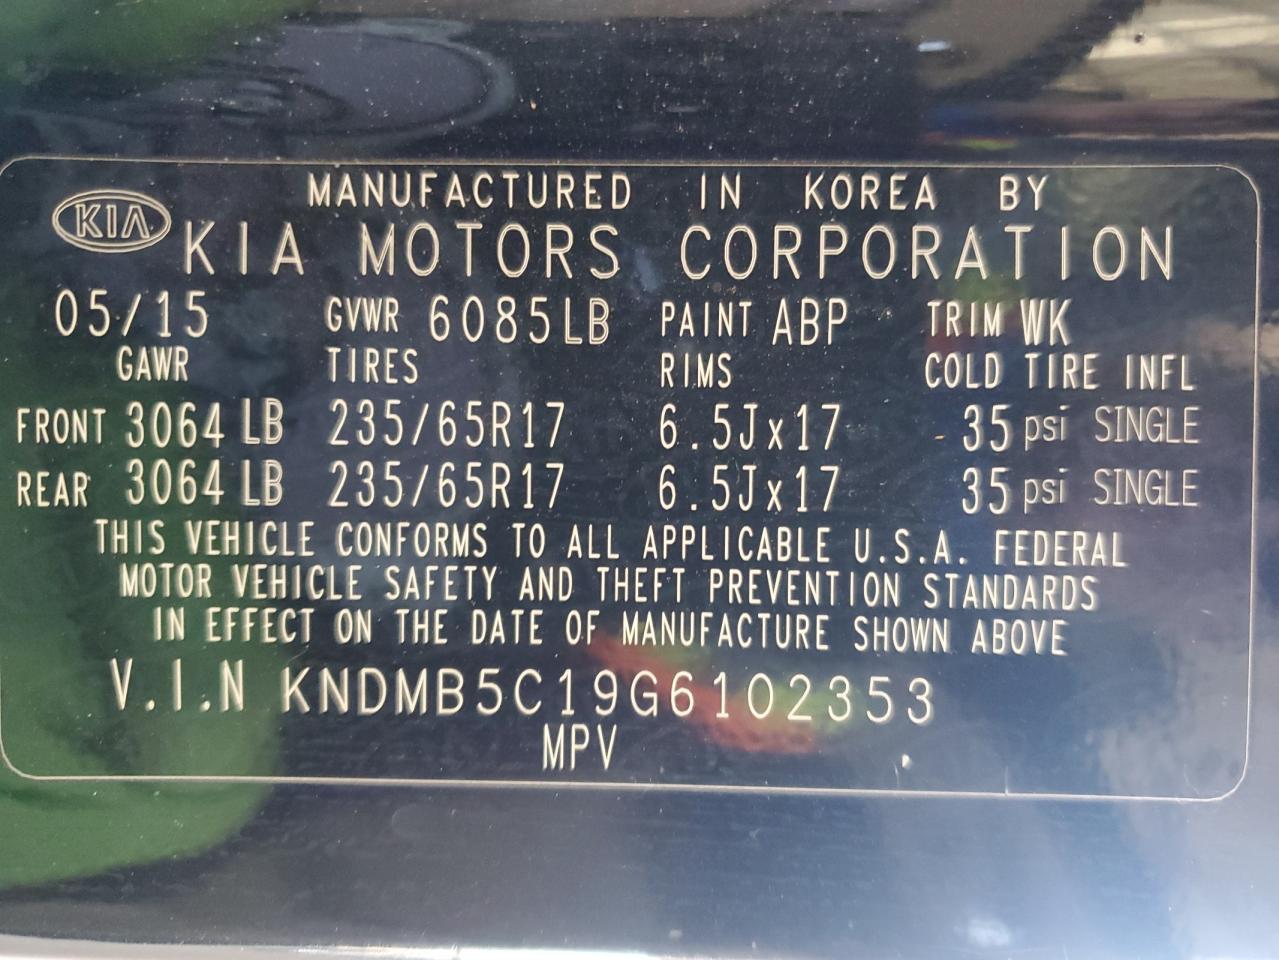 MANUFACTURED IN KOREA BY
KIA KIA MOTORS CORPORATION
05/15 GVWR 6085LB PAINT ABP TRIM WK
GAWR TIRES RIMS COLD TIRE INFL
FRONT 3064 LB 235/65R17 6.5Jx17 35 psi SINGLE
REAR 3064 LB 235/65R17 6.5Jx17 35 psi SINGLE
THIS VEHICLE CONFORMS TO ALL APPLICABLE U.S.A. FEDERAL
MOTOR VEHICLE SAFETY AND THEFT PREVENTION STANDARDS
IN EFFECT ON THE DATE OF MANUFACTURE SHOWN ABOVE
V.I.N KNDMB5C19G6102353
MPV